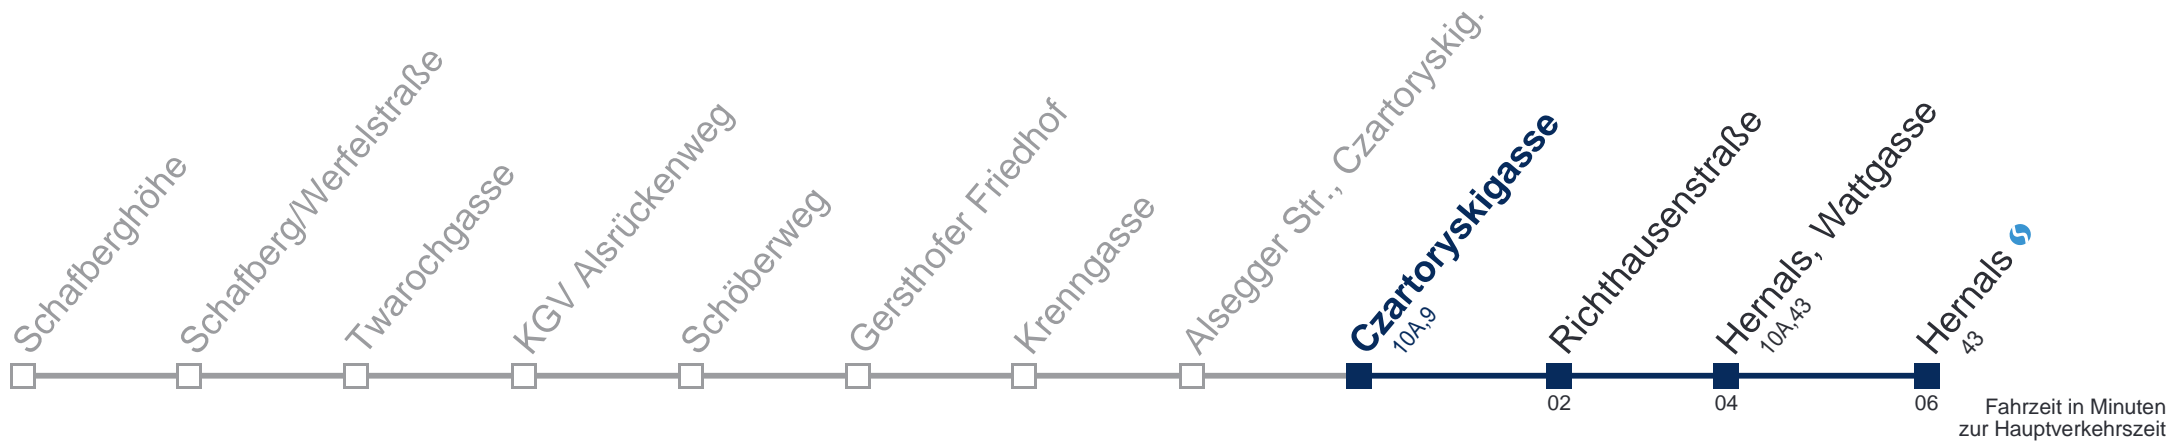 Schafberghöhe
Schafberg/Werfelstraße
Twarochgasse
KGV Alsrückenweg
Schöberweg
Gersthofer Friedhof
Krenngasse
Alsegger Str., Czartoryskig.
Czartoryskigasse
10A,9
Richthausenstraße
Hernals, Wattgasse
10A,43
Hernals
43
02
04
06
Fahrzeit in Minuten
zur Hauptverkehrszeit